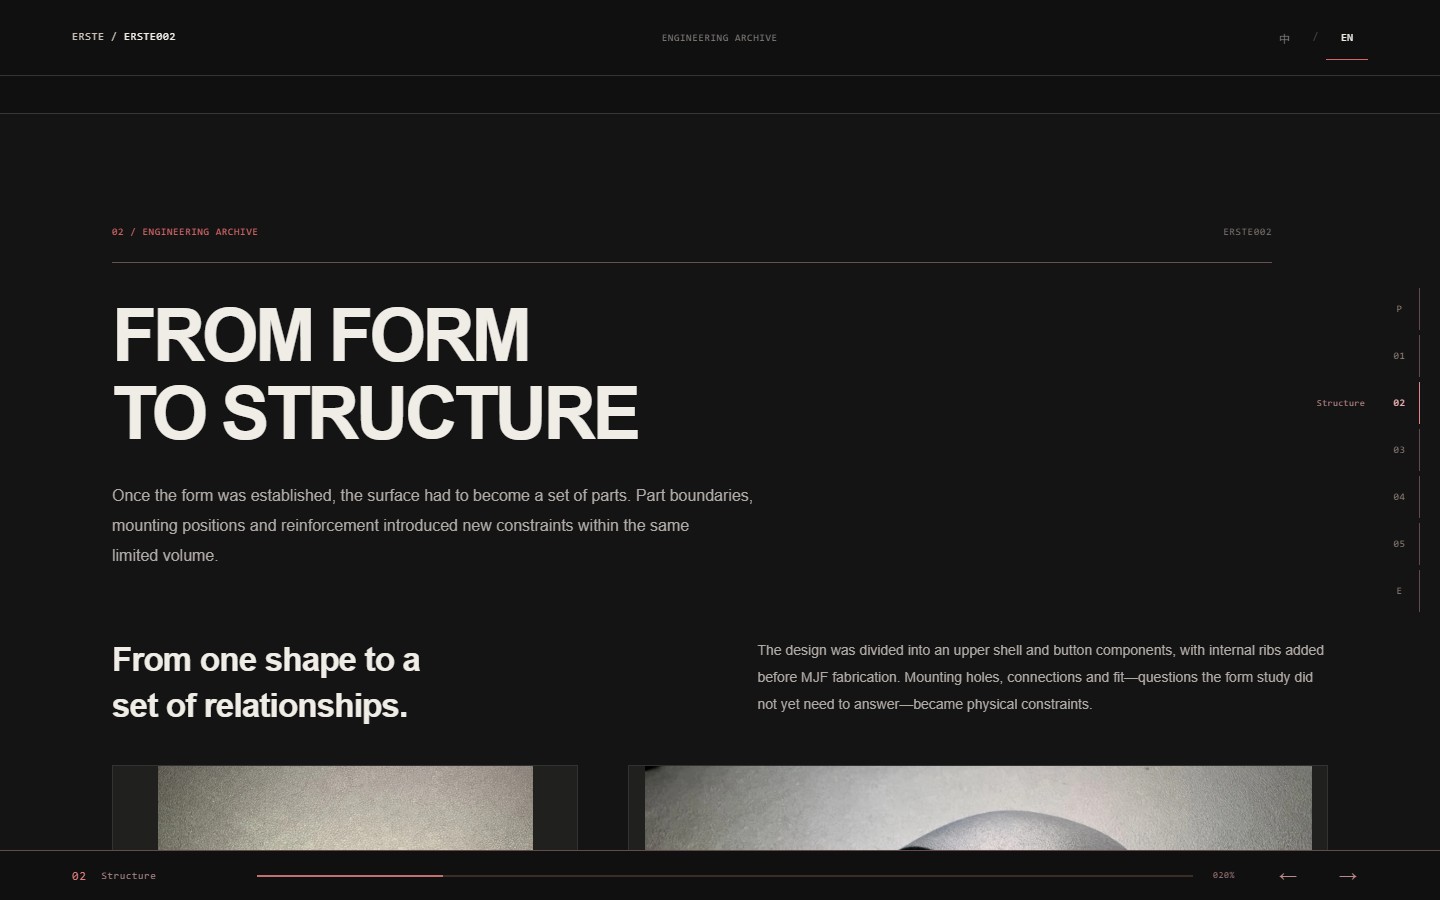 ERSTE / ERSTE002
ENGINEERING ARCHIVE
中 / EN
02 / ENGINEERING ARCHIVE
ERSTE002
FROM FORM
TO STRUCTURE
Once the form was established, the surface had to become a set of parts. Part boundaries,
mounting positions and reinforcement introduced new constraints within the same
limited volume.
P
01
Structure 02
03
04
05
E
From one shape to a
set of relationships.
The design was divided into an upper shell and button components, with internal ribs added
before MJF fabrication. Mounting holes, connections and fit—questions the form study did
not yet need to answer—became physical constraints.
02 Structure
020%
← →